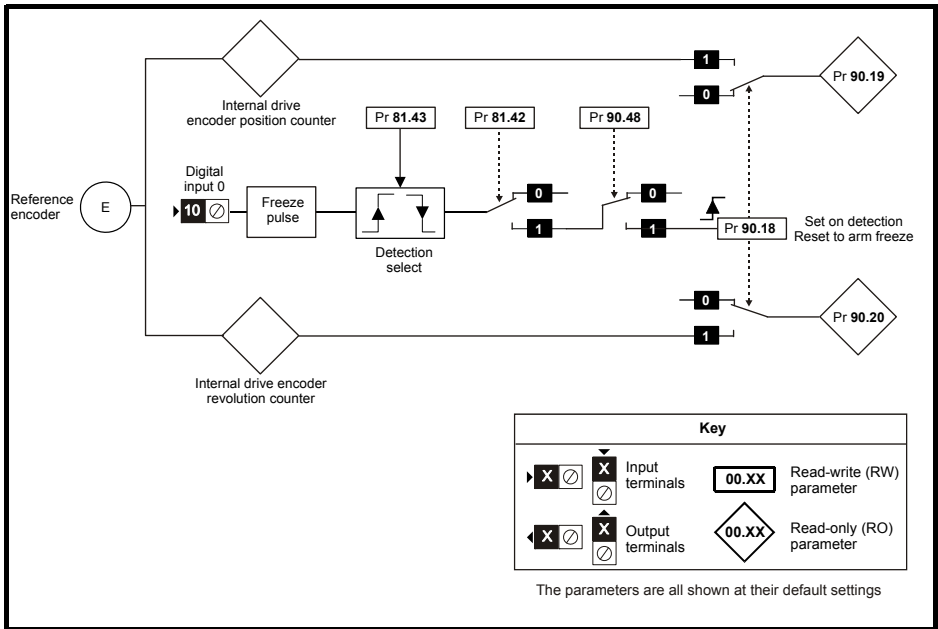 1
Pr 90.19
0
Internal drive
encoder position counter
Pr 81.43
Pr 81.42
Pr 90.48
Digital
input 0
Reference
encoder
E
10
Freeze
pulse
0
1
0
1
Pr 90.18
Set on detection
Reset to arm freeze
Detection
select
0
Pr 90.20
1
Internal drive encoder
revolution counter
Key
X
X
Input
terminals
00.XX
Read-write (RW)
parameter
X
X
Output
terminals
00.XX
Read-only (RO)
parameter
The parameters are all shown at their default settings